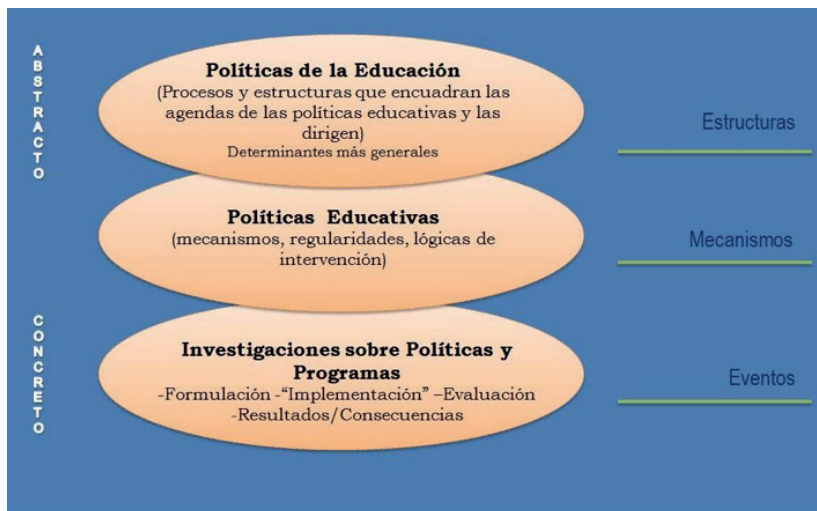 ABSTRACTO
Políticas de la Educación
(Procesos y estructuras que encuadran las
agendas de las políticas educativas y las
dirigen)
Determinantes más generales
Estructuras
Políticas Educativas
(mecanismos, regularidades, lógicas de
intervención)
Mecanismos
CONCRETO
Investigaciones sobre Políticas y
Programas
-Formulación -“Implementación” –Evaluación
-Resultados/Consecuencias
Eventos